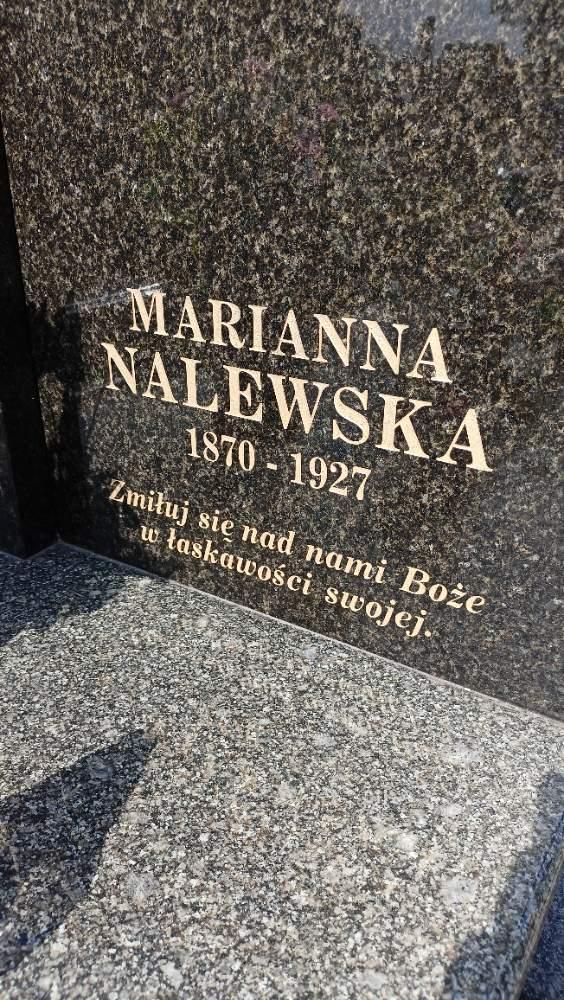 MARIANNA
NALEWSKA
1870 - 1927
Zmiłuj się nad nami Boże
w łaskawości swojej.